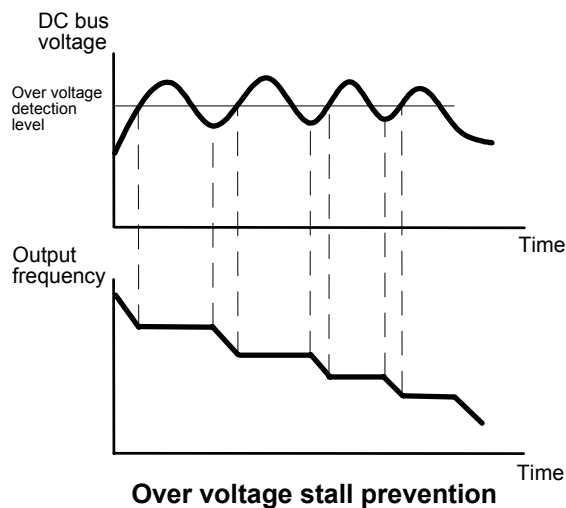 DC bus
voltage
Over voltage
detection
level
Time
Output
frequency
Time
Over voltage stall prevention